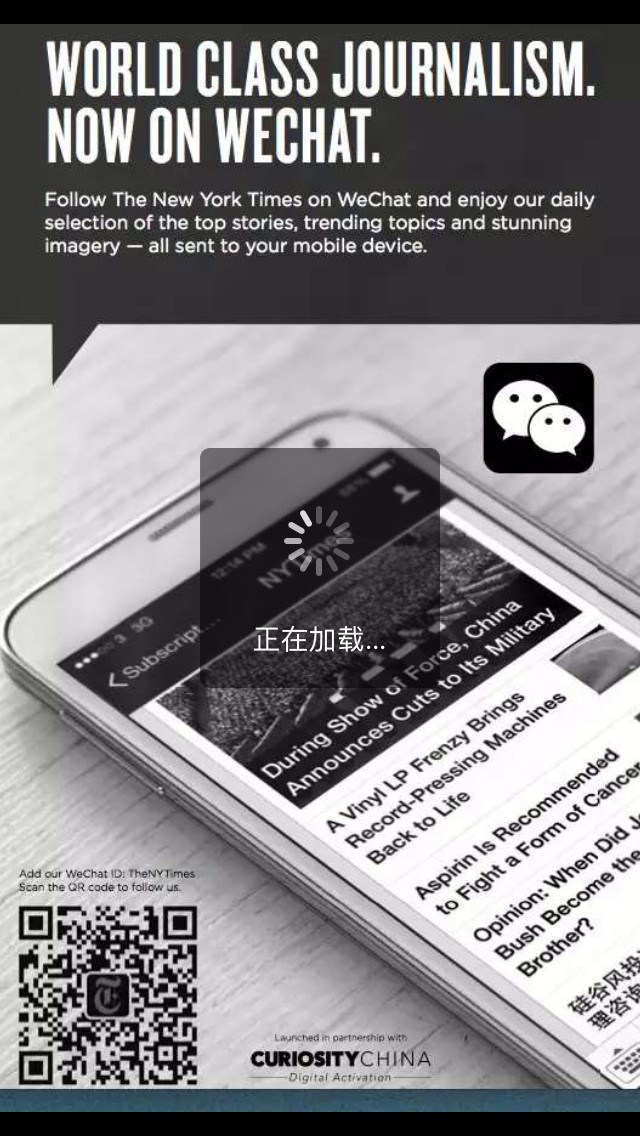 WORLD CLASS JOURNALISM.
NOW ON WECHAT.
Follow The New York Times on WeChat and enjoy our daily
selection of the top stories, trending topics and stunning
imagery — all sent to your mobile device.
12:14 PM
3 3G
Subscript...
NYTimes
正在加载...
During Show of Force, China
Announces Cuts to Its Military
A Vinyl LP Frenzy Brings
Record-Pressing Machines
Back to Life
Aspirin Is Recommended
to Fight a Form of Cancer
Opinion: When Did J
Bush Become the
Brother?
硅谷风投
理咨询
Add our WeChat ID: TheNYTimes
Scan the QR code to follow us.
T
Launched in partnership with
CURIOSITYCHINA
Digital Activation